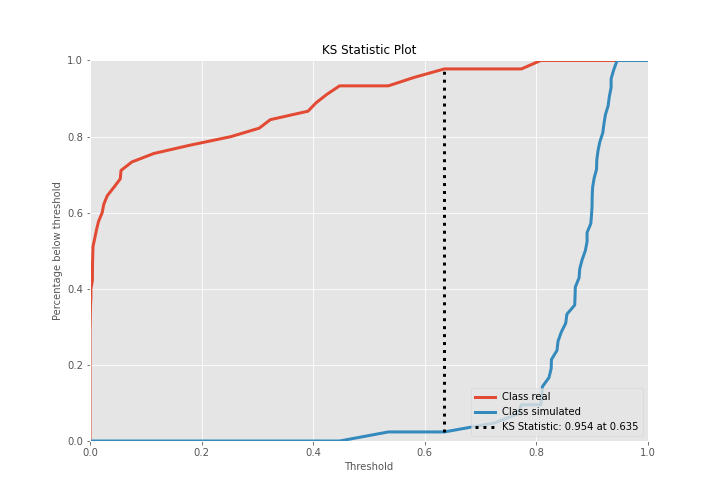 KS Statistic Plot
1.0
0.8
0.6
0.4
0.2
0.0
Percentage below threshold
Class real
Class simulated
KS Statistic: 0.954 at 0.635
0.0 0.2 0.4 0.6 0.8 1.0
Threshold